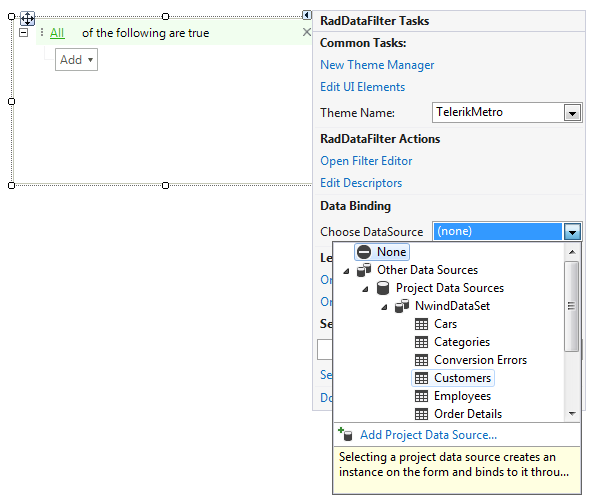 RadDataFilter Tasks
All of the following are true
Add
Common Tasks:
New Theme Manager
Edit UI Elements
Theme Name: TelerikMetro
RadDataFilter Actions
Open Filter Editor
Edit Descriptors
Data Binding
Choose DataSource (none)
Le
None
Other Data Sources
Or
Project Data Sources
Or
NwindDataSet
Se
Cars
Categories
Conversion Errors
Se
Customers
Do
Employees
Order Details
Add Project Data Source...
Selecting a project data source creates an
instance on the form and binds to it throu...